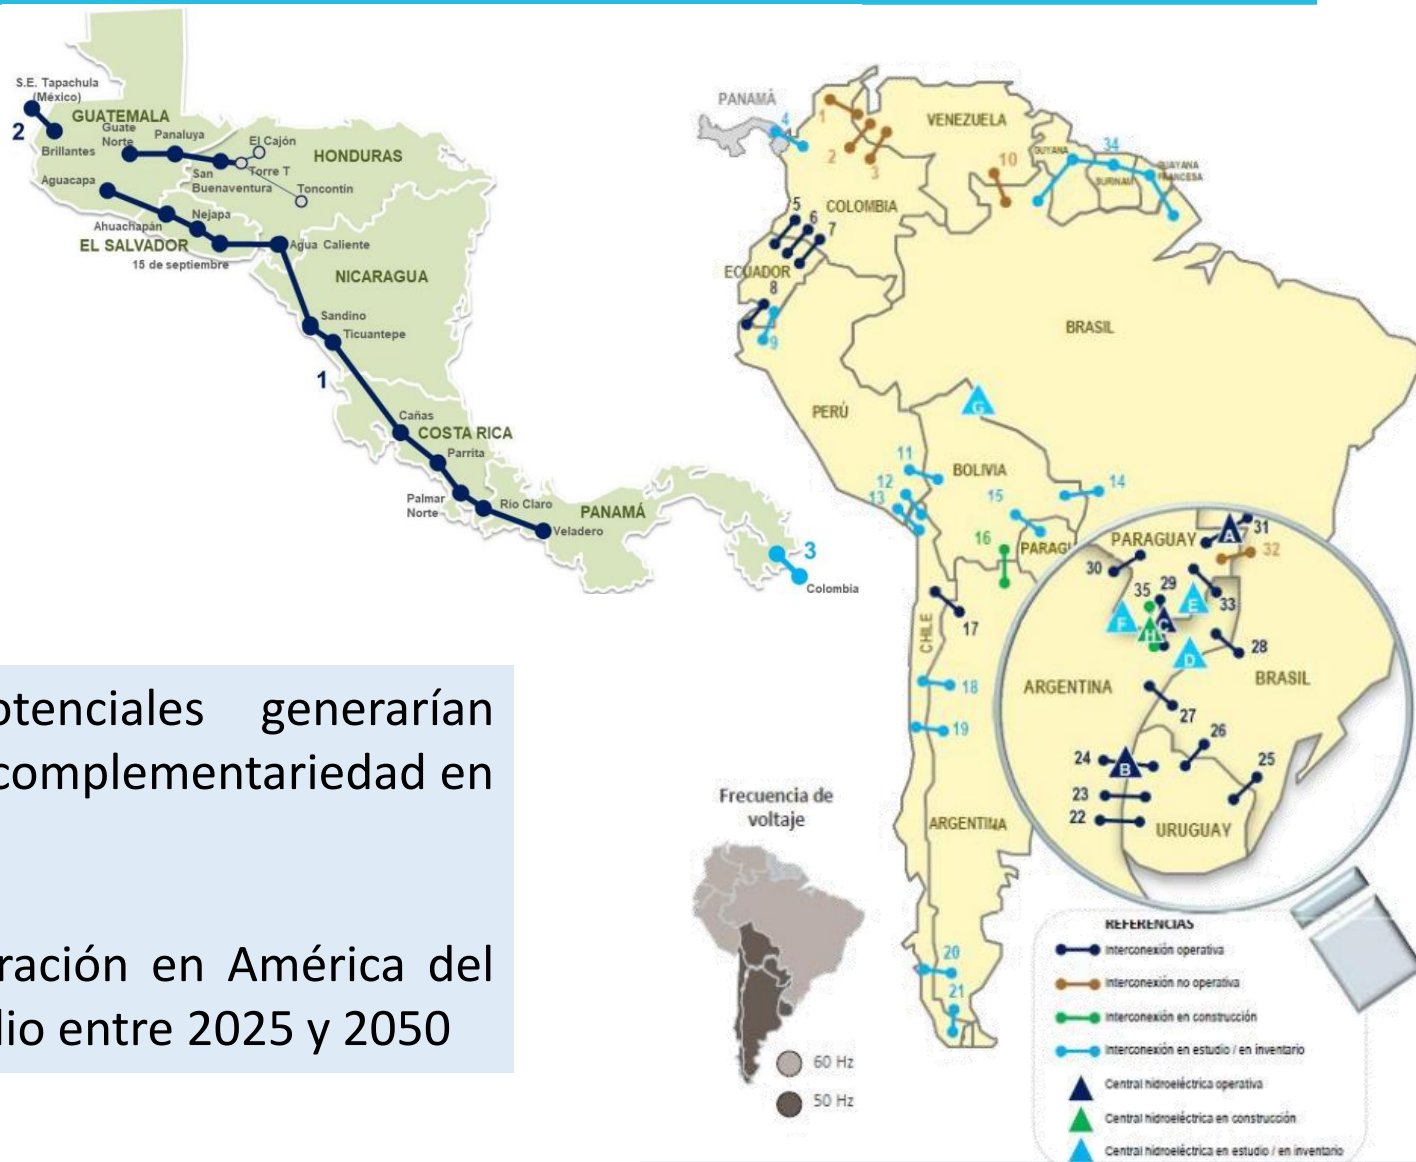 S.E. Tapachula
(México)
2
GUATEMALA
Brillantes
Guate
Norte
Panaluya
El Cajón
HONDURAS
Torre T
San
Buenaventura
Toncontín
Aguacapa
Ahuachapán
Nejapa
EL SALVADOR
15 de septiembre
Agua Caliente
NICARAGUA
Sandino
Ticuantepe
1
Cañas
COSTA RICA
Parrita
Palmar
Norte
Río Claro
PANAMÁ
Veladero
3
Colombia
otenciales generarían
complementariedad en
ración en América del
dio entre 2025 y 2050
PANAMÁ
4
1
2
3
VENEZUELA
10
GUYANA
34
SURINAM
GUAYANA
FRANCESA
COLOMBIA
5
6
7
ECUADOR
8
9
BRASIL
PERÚ
G
BOLIVIA
11
12
13
14
15
16
PARAGU
CHILE
17
18
19
ARGENTINA
20
21
PARAGUAY
A
31
32
30
35
29
E
33
F
C
H
D
28
ARGENTINA
BRASIL
27
26
24
B
25
23
22
URUGUAY
Frecuencia de
voltaje
60 Hz
50 Hz
REFERENCIAS
Interconexión operativa
Interconexión no operativa
Interconexión en construcción
Interconexión en estudio / en inventario
Central hidroeléctrica operativa
Central hidroeléctrica en construcción
Central hidroeléctrica en estudio / en inventario